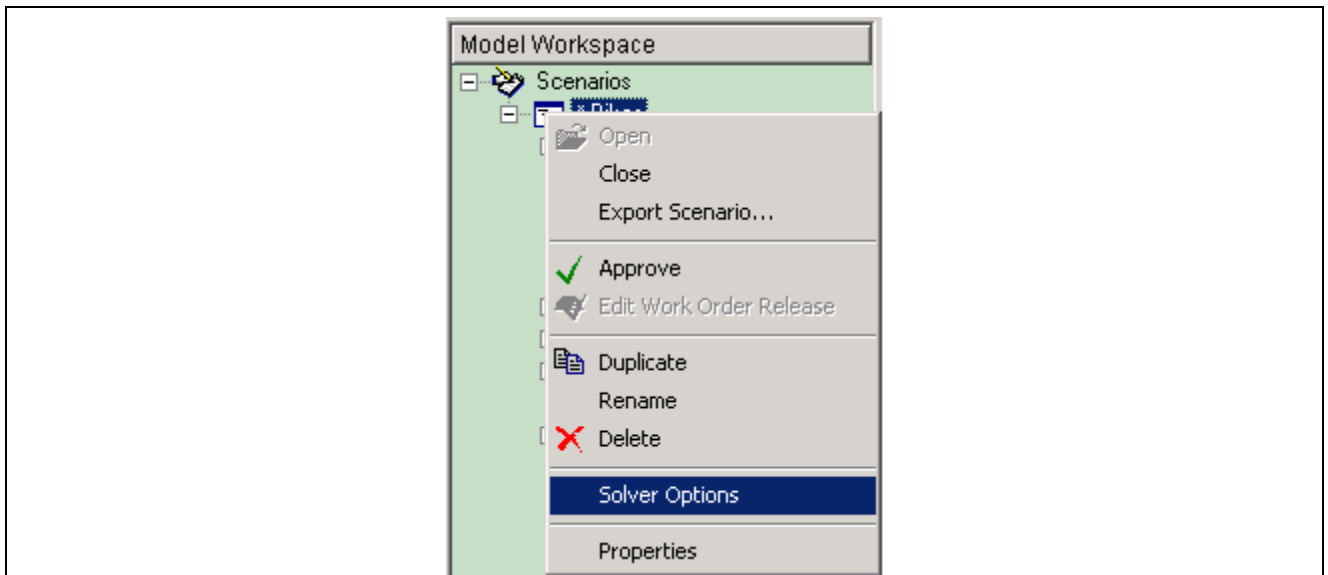 Model Workspace
Scenarios
Open
Close
Export Scenario...
Approve
Edit Work Order Release
Duplicate
Rename
Delete
Solver Options
Properties